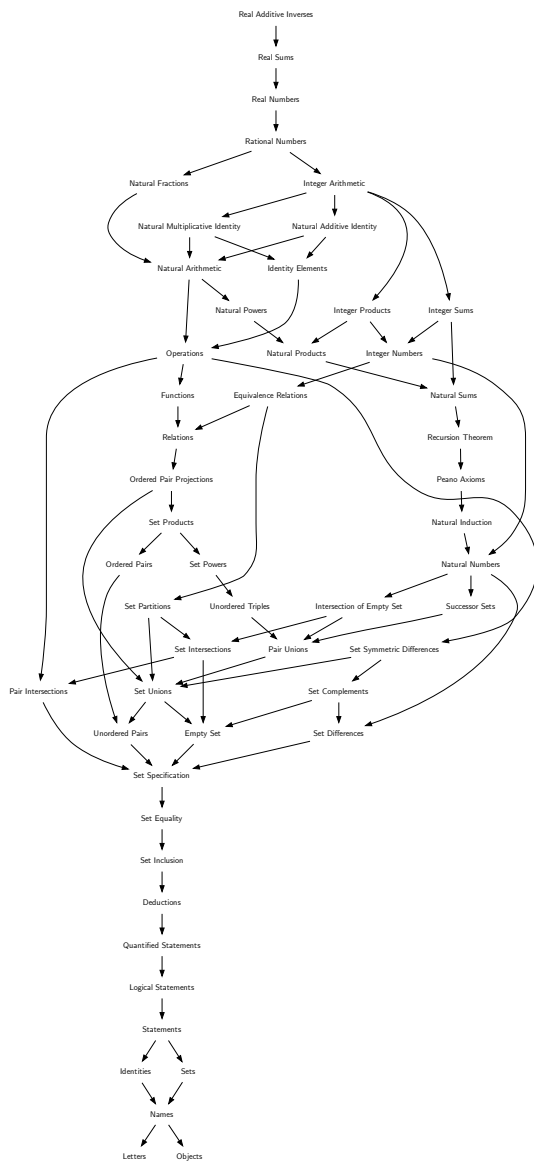 Real Additive Inverses
Real Sums
Real Numbers
Rational Numbers
Natural Fractions
Integer Arithmetic
Natural Multiplicative Identity
Natural Additive Identity
Natural Arithmetic
Identity Elements
Natural Powers
Integer Products
Integer Sums
Operations
Natural Products
Integer Numbers
Functions
Equivalence Relations
Natural Sums
Relations
Recursion Theorem
Ordered Pair Projections
Peano Axioms
Set Products
Natural Induction
Ordered Pairs
Set Powers
Natural Numbers
Set Partitions
Unordered Triples
Intersection of Empty Set
Successor Sets
Set Intersections
Pair Unions
Set Symmetric Differences
Pair Intersections
Set Unions
Set Complements
Unordered Pairs
Empty Set
Set Differences
Set Specification
Set Equality
Set Inclusion
Deductions
Quantified Statements
Logical Statements
Statements
Identities
Sets
Names
Letters
Objects